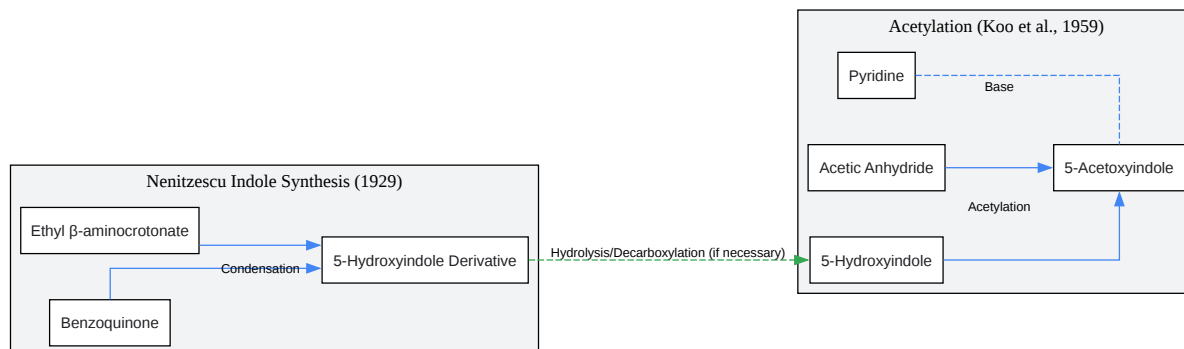 Acetylation (Koo et al., 1959)
Pyridine
Base
Acetic Anhydride
5-Acetoxyindole
Acetylation
5-Hydroxyindole
Nenitzescu Indole Synthesis (1929)
Ethyl β-aminocrotonate
5-Hydroxyindole Derivative
Condensation
Benzoquinone
Hydrolysis/Decarboxylation (if necessary)